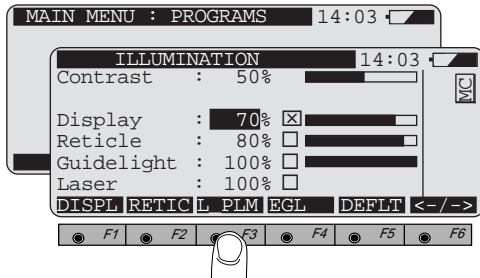 MAIN MENU : PROGRAMS 14:03
ILLUMINATION 14:03
Contrast : 50%
MC
Display : 70% ☒
Reticle : 80% ☐
Guidelight : 100% ☐
Laser : 100% ☐
DISPL RETIC L_PLM EGL DEFLT <-/->
F1 F2 F3 F4 F5 F6